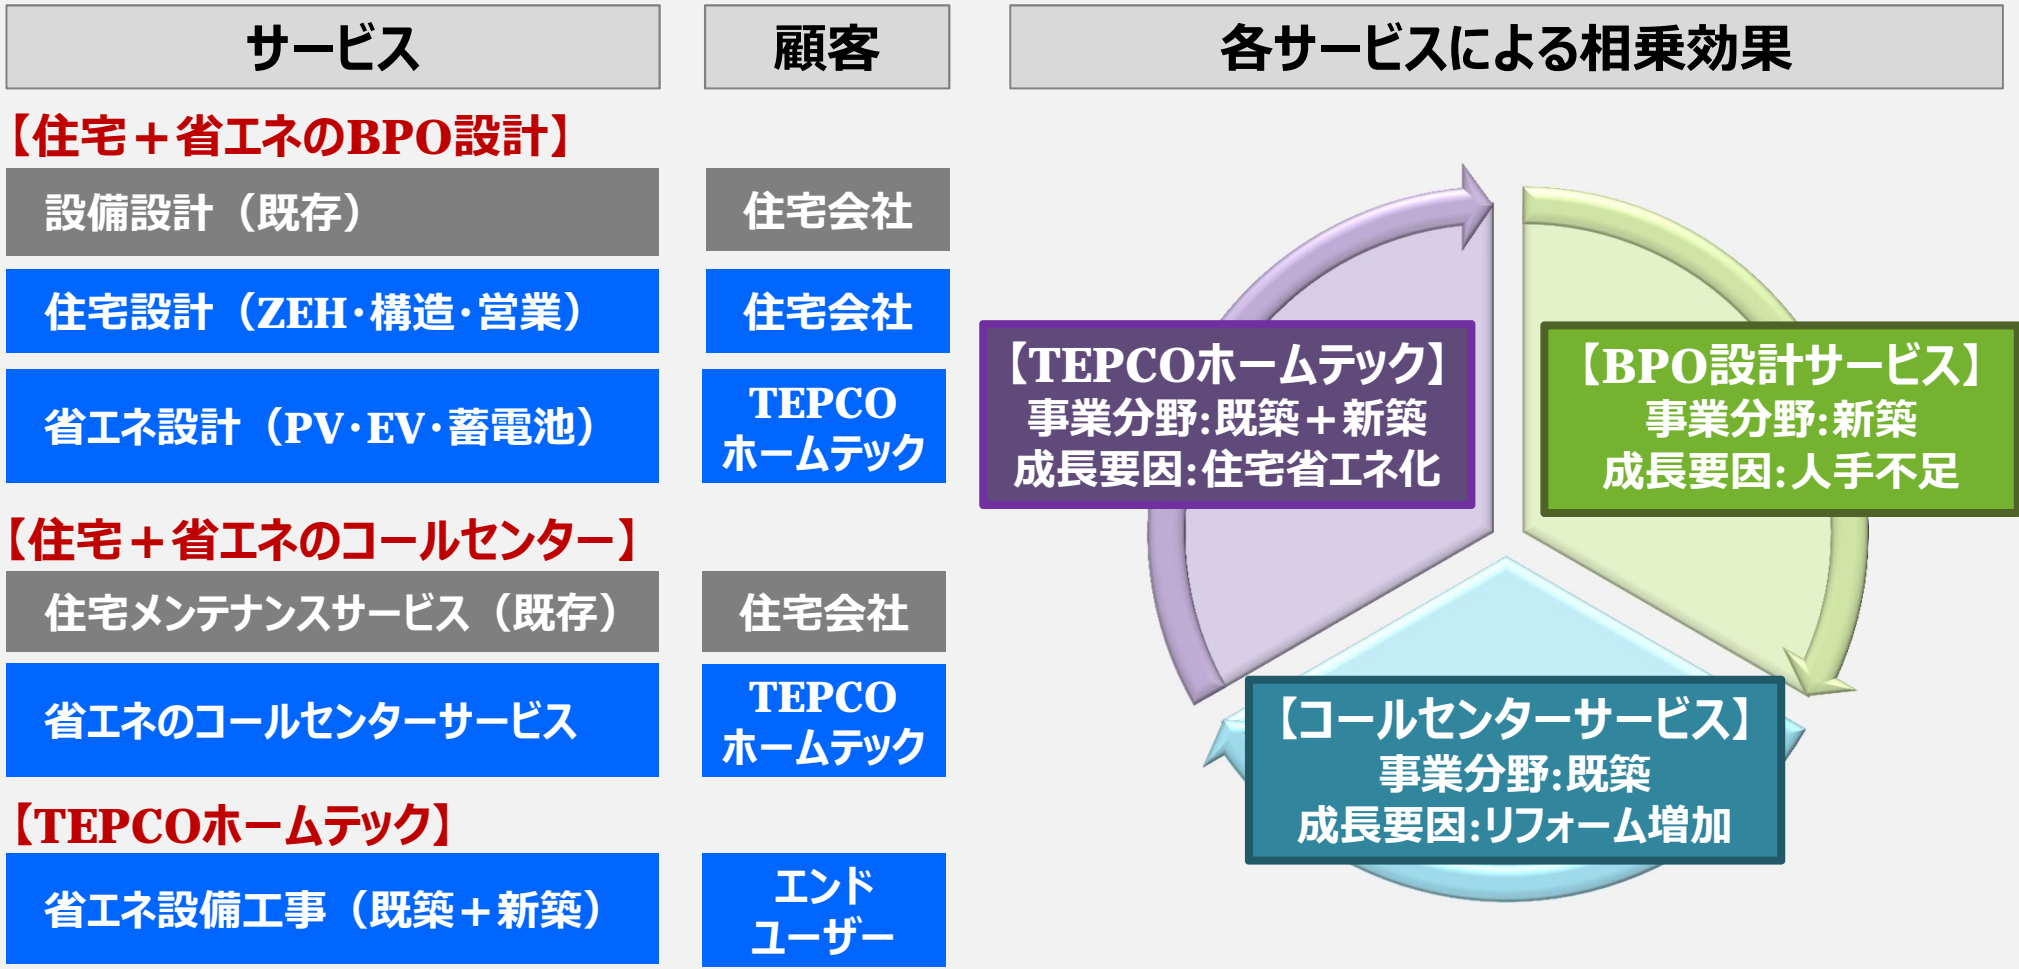 サービス
顧客
各サービスによる相乗効果
【住宅＋省エネのBPO設計】
設備設計（既存）
住宅会社
住宅設計（ZEH･構造･営業）
住宅会社
省エネ設計（PV･EV･蓄電池）
TEPCO
ホームテック
【住宅＋省エネのコールセンター】
住宅メンテナンスサービス（既存）
住宅会社
省エネのコールセンターサービス
TEPCO
ホームテック
【TEPCOホームテック】
省エネ設備工事（既築＋新築）
エンド
ユーザー
【TEPCOホームテック】
事業分野:既築＋新築
成長要因:住宅省エネ化
【BPO設計サービス】
事業分野:新築
成長要因:人手不足
【コールセンターサービス】
事業分野:既築
成長要因:リフォーム増加